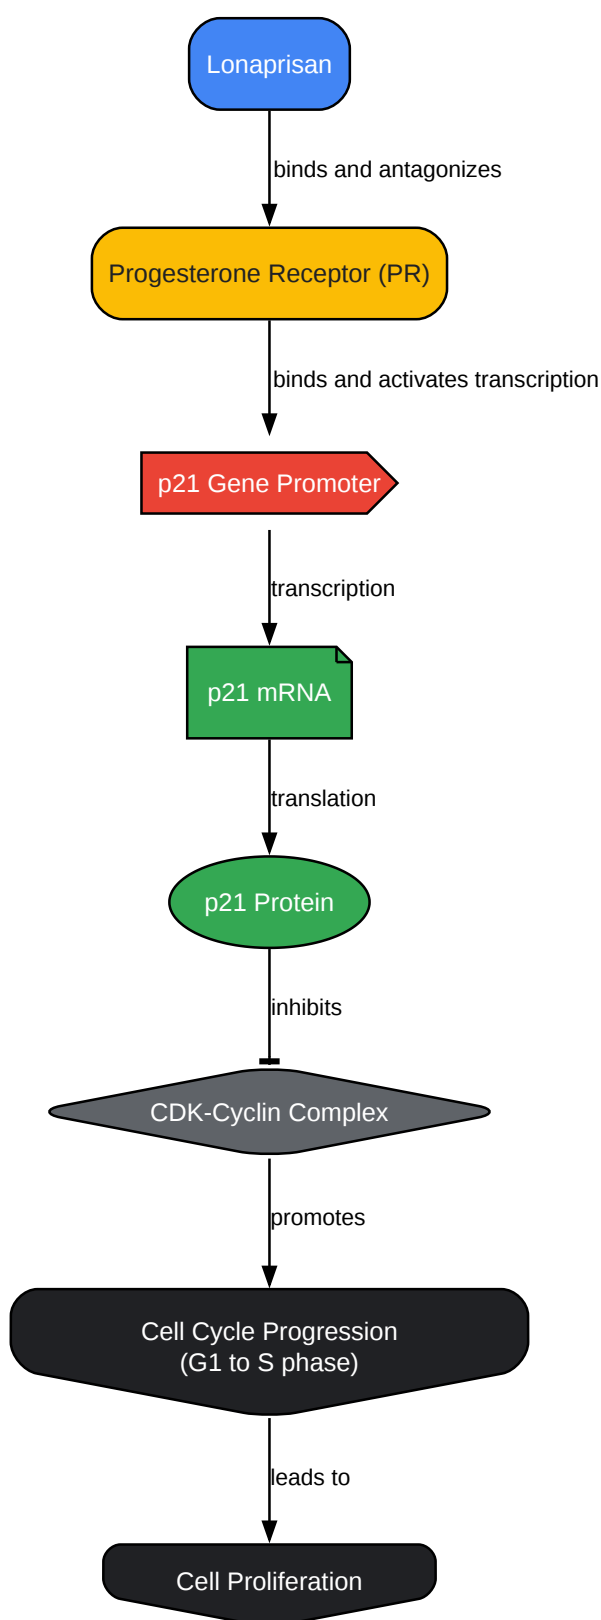 Lonaprisan
binds and antagonizes
Progesterone Receptor (PR)
binds and activates transcription
p21 Gene Promoter
transcription
p21 mRNA
translation
p21 Protein
inhibits
CDK-Cyclin Complex
promotes
Cell Cycle Progression
(G1 to S phase)
leads to
Cell Proliferation